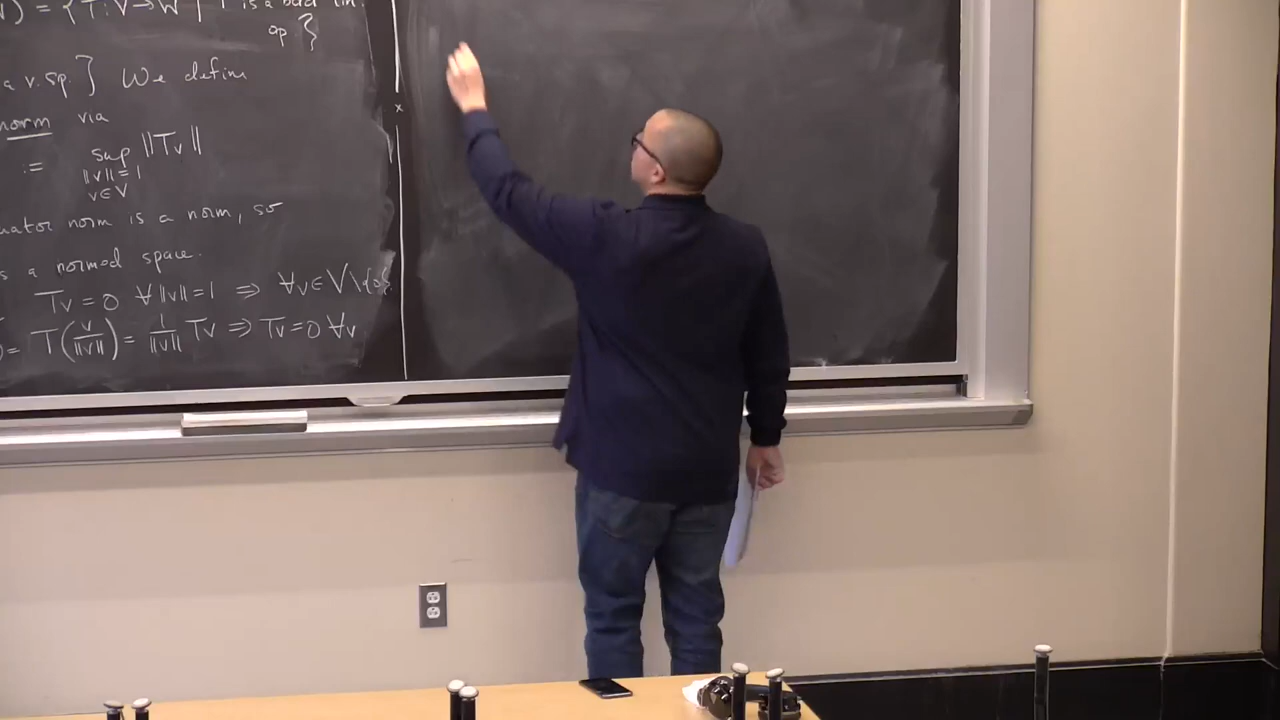 ) = { T: V → W | T is a bdd lin.
op. }
a v. sp. ] We define
norm via
:= sup ||Tv||
||v|| = 1
v ∈ V
ator norm is a norm, so
s a normed space.
Tv = 0 ∀ ||v|| = 1 ⇒ ∀v ∈ V \ {0}
)= T(v/||v||) = 1/||v|| Tv ⇒ Tv = 0 ∀v
x